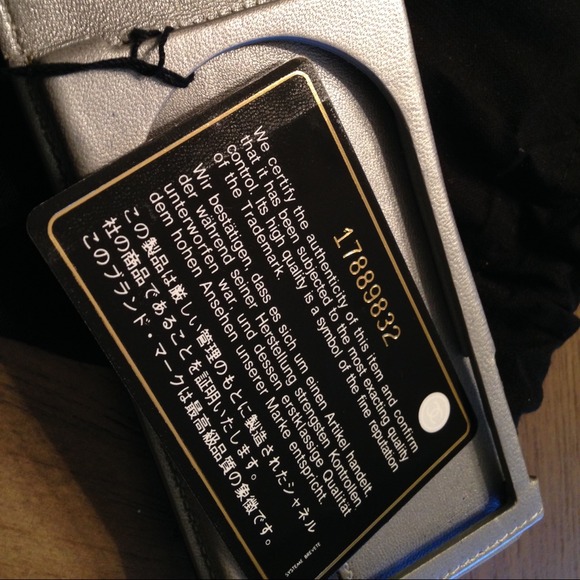 17889832
We certify the authenticity of this item and confirm
that it has been subjected to the most exacting quality
control. Its high quality is a symbol of the fine reputation
of the Trademark.
Wir bestätigen, dass es sich um einen Artikel handelt,
der während seiner Herstellung strengsten Kontrollen
unterworfen war, und dessen erstklassige Qualität
dem hohen Ansehen unserer Marke entspricht.
この製品は厳しい管理のもとに製造されたシャネル
社の商品であることを証明いたします。
このブランド・マークは最高級品質の象徴です。
SYSTEME BREVETE